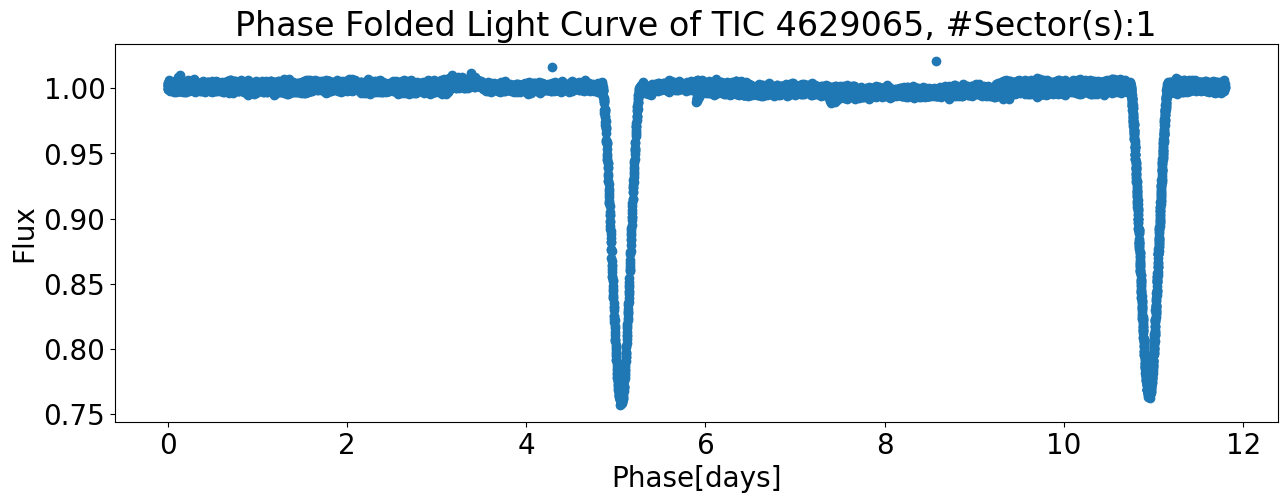 Phase Folded Light Curve of TIC 4629065, #Sector(s):1
Flux
1.00
0.95
0.90
0.85
0.80
0.75
0 2 4 6 8 10 12
Phase[days]